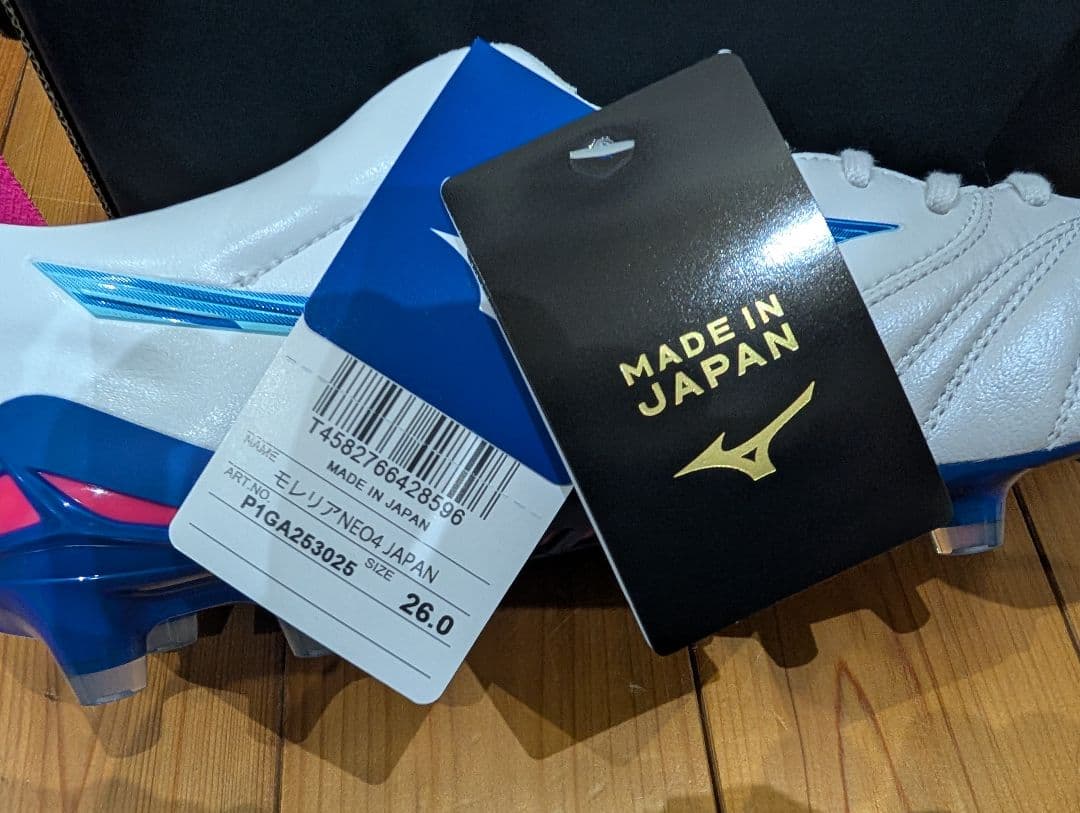 MADE IN
JAPAN
T4582766428596
MADE IN JAPAN
NAME
モレリアNEO4 JAPAN
ART.NO.
P1GA253025
SIZE
26.0